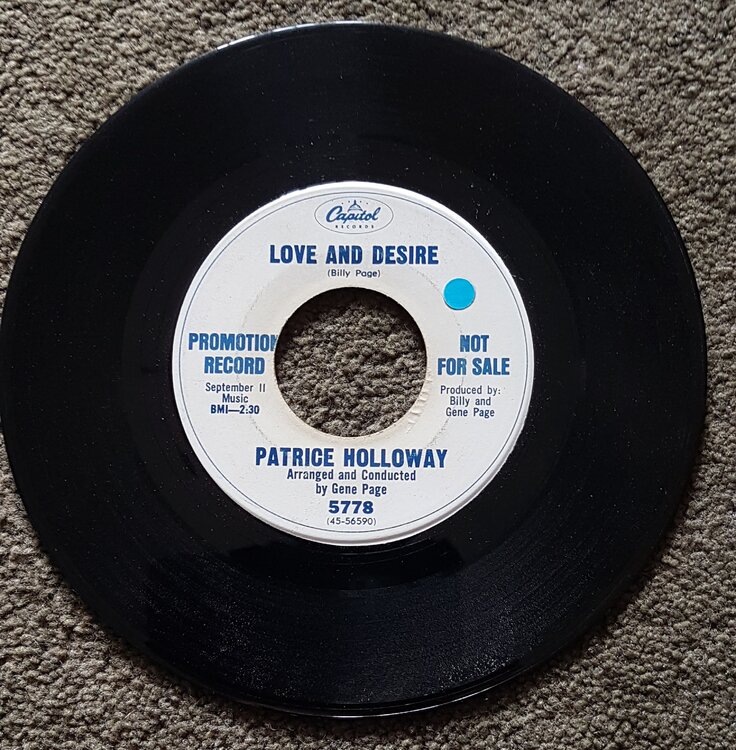 Capitol
RECORDS
LOVE AND DESIRE
(Billy Page)
PROMOTION
RECORD
September 11
Music
BMI—2:30
NOT
FOR SALE
Produced by:
Billy and
Gene Page
PATRICE HOLLOWAY
Arranged and Conducted
by Gene Page
5778
(45-56590)